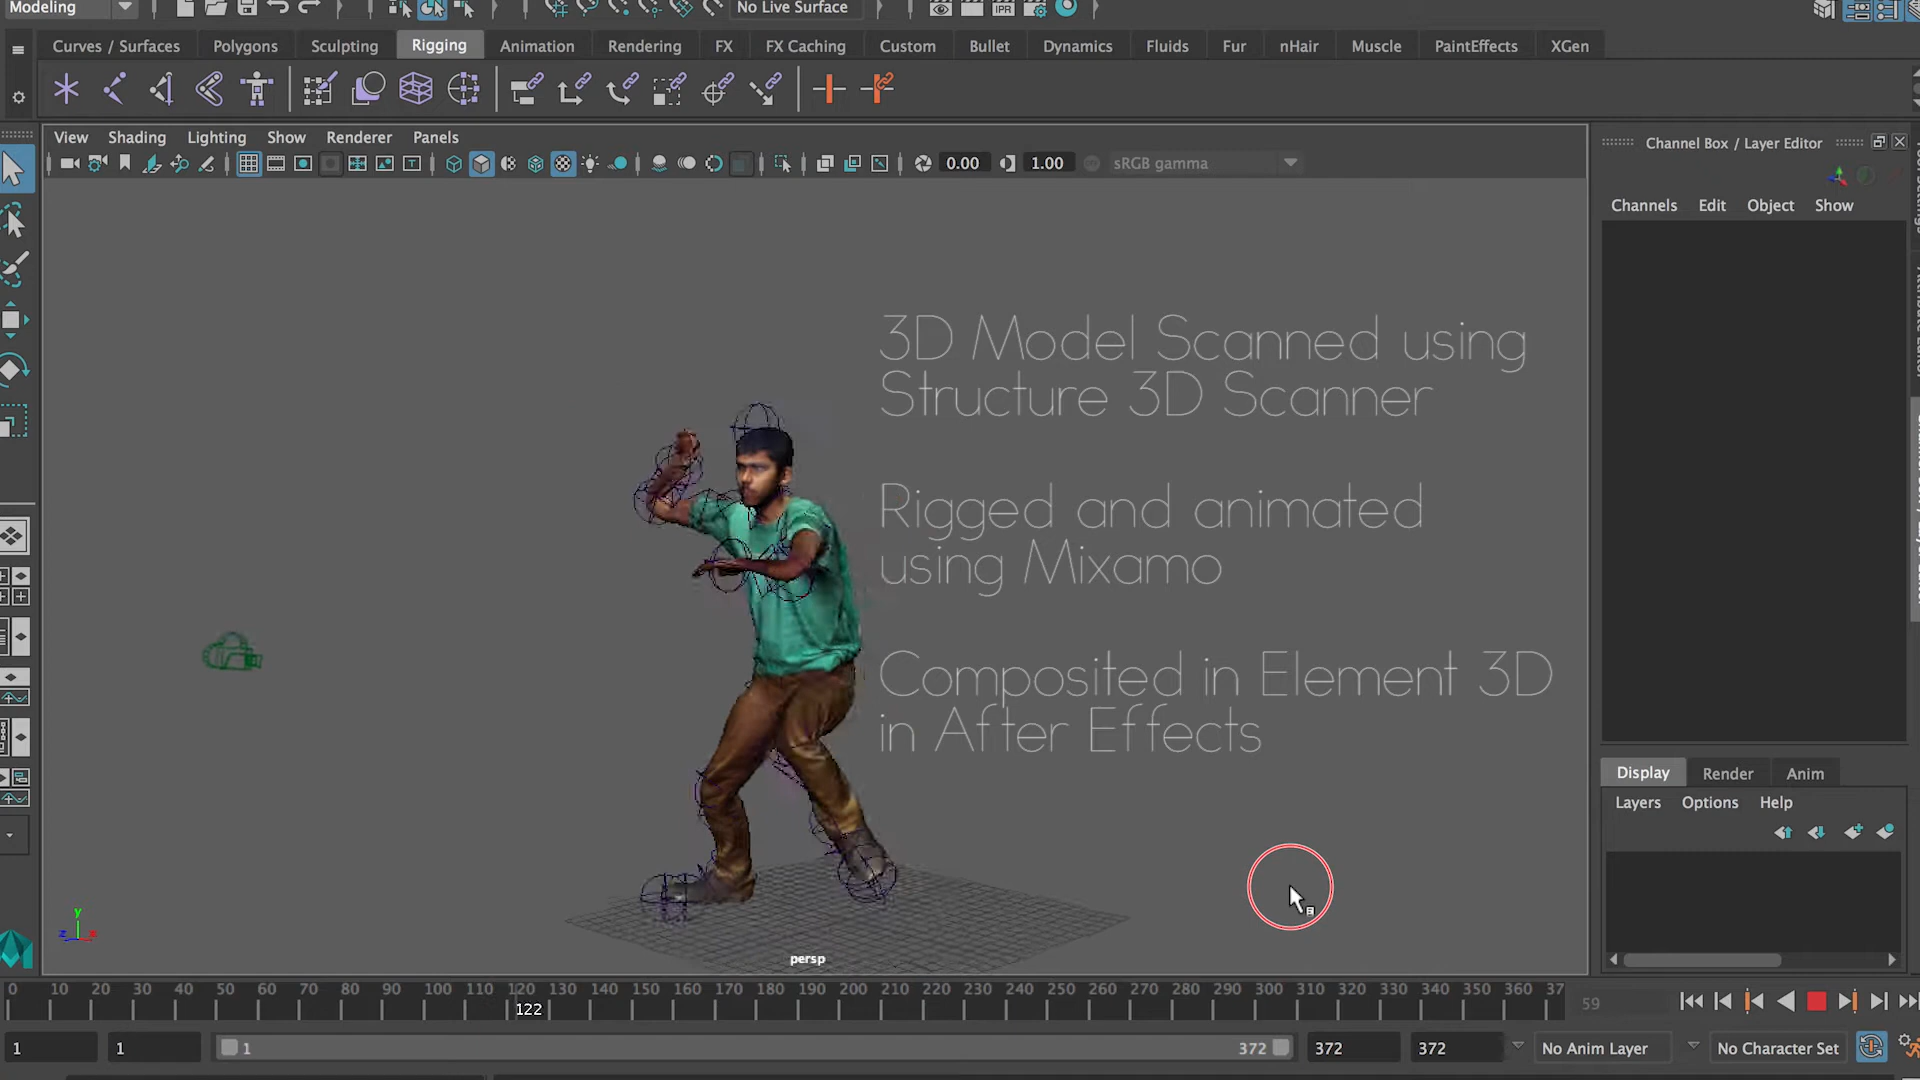 Modeling
No Live Surface
IPR
Curves / Surfaces
Polygons
Sculpting
Rigging
Animation
Rendering
FX
FX Caching
Custom
Bullet
Dynamics
Fluids
Fur
nHair
Muscle
PaintEffects
XGen
View
Shading
Lighting
Show
Renderer
Panels
0.00
1.00
sRGB gamma
Channel Box / Layer Editor
Channels
Edit
Object
Show
3D Model Scanned using
Structure 3D Scanner
Rigged and animated
using Mixamo
Composited in Element 3D
in After Effects
Display
Render
Anim
Layers
Options
Help
y
z
x
persp
0 10 20 30 40 50 60 70 80 90 100 110 120 130 140 150 160 170 180 190 200 210 220 230 240 250 260 270 280 290 300 310 320 330 340 350 360 37
122
59
1
1
1
372
372
372
No Anim Layer
No Character Set